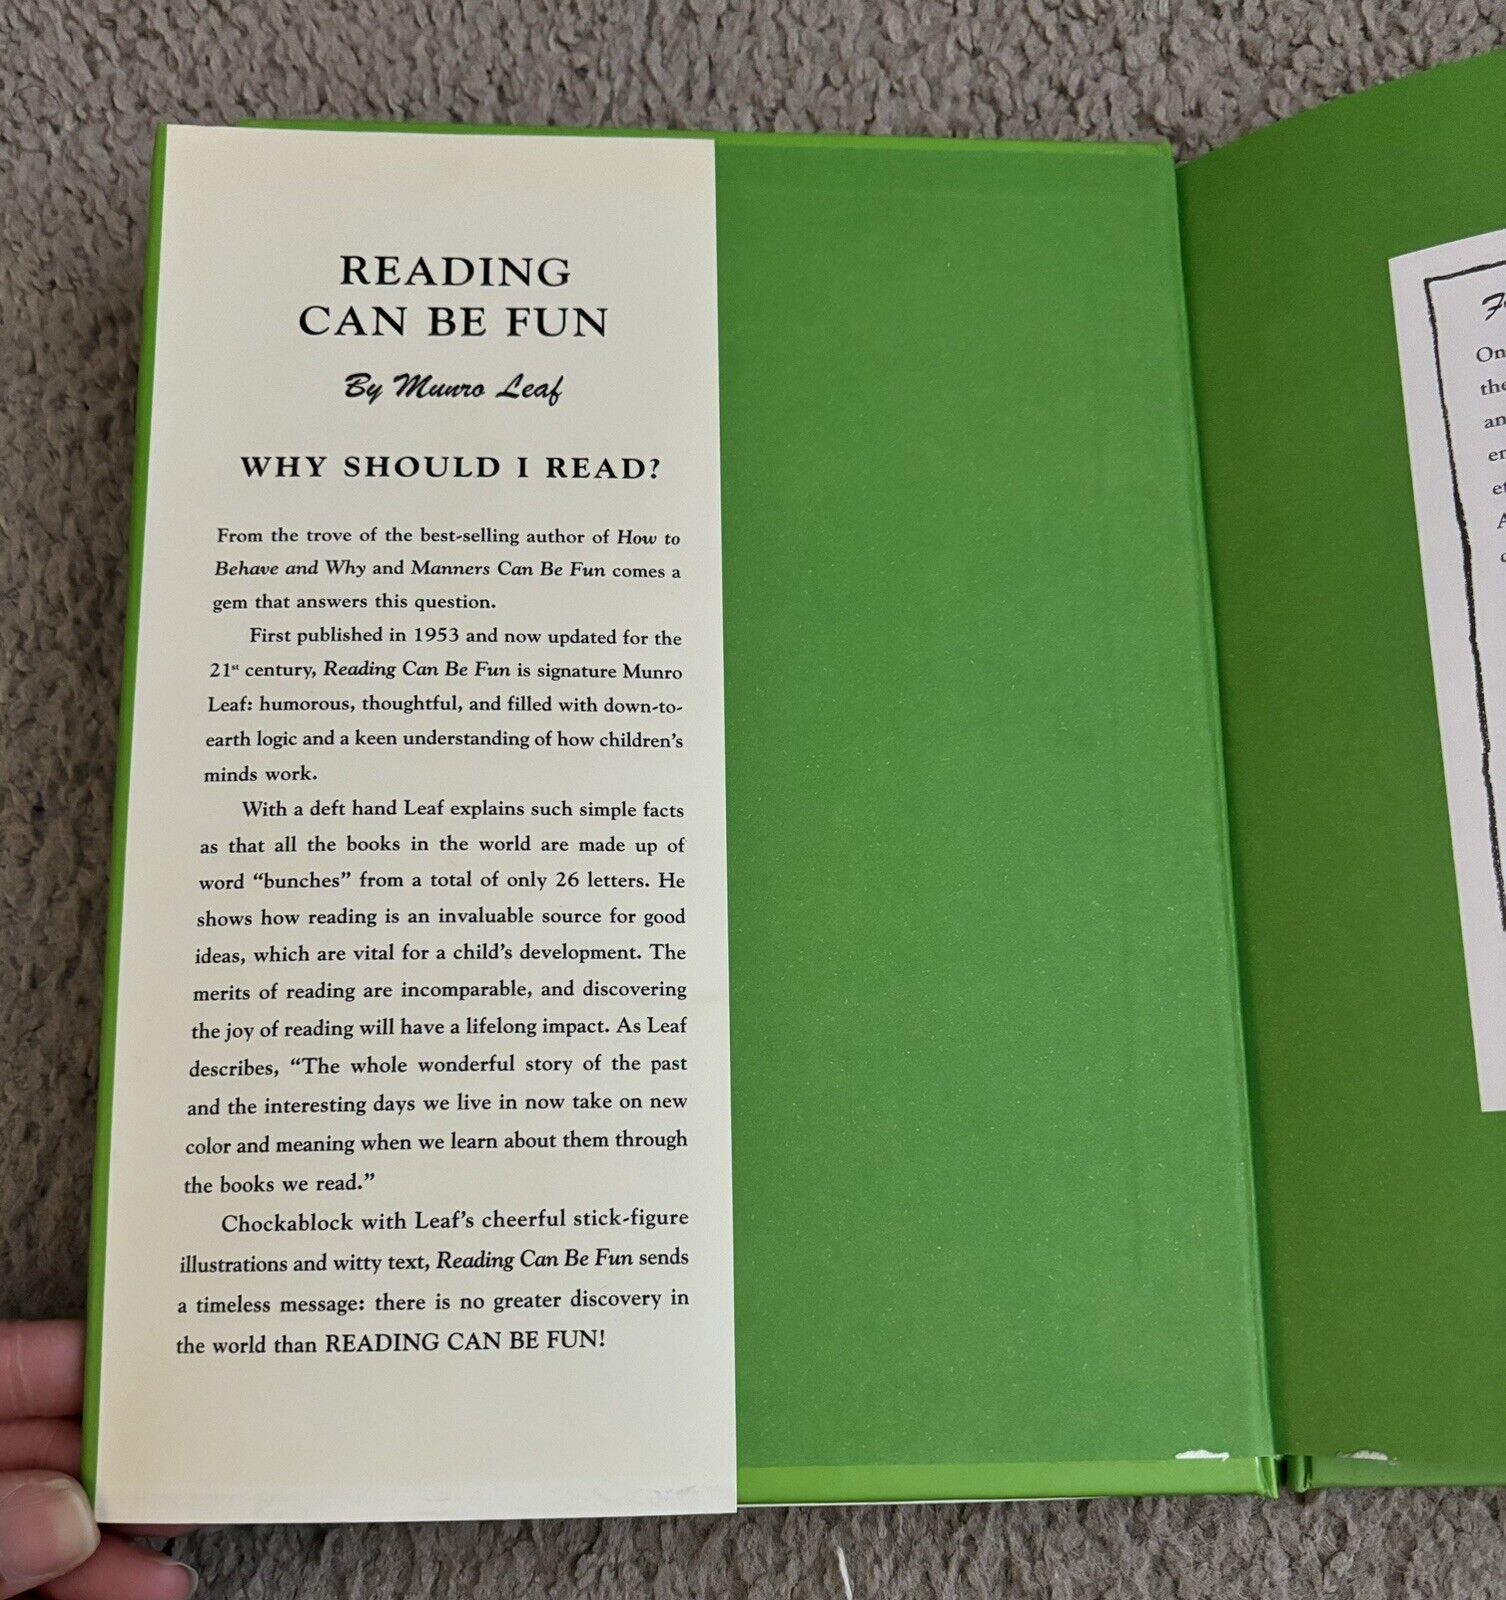 READING
CAN BE FUN
By Munro Leaf
WHY SHOULD I READ?
From the trove of the best-selling author of How to
Behave and Why and Manners Can Be Fun comes a
gem that answers this question.
First published in 1953 and now updated for the
21st century, Reading Can Be Fun is signature Munro
Leaf: humorous, thoughtful, and filled with down-to-
earth logic and a keen understanding of how children's
minds work.
With a deft hand Leaf explains such simple facts
as that all the books in the world are made up of
word “bunches” from a total of only 26 letters. He
shows how reading is an invaluable source for good
ideas, which are vital for a child's development. The
merits of reading are incomparable, and discovering
the joy of reading will have a lifelong impact. As Leaf
describes, “The whole wonderful story of the past
and the interesting days we live in now take on new
color and meaning when we learn about them through
the books we read.”
Chockablock with Leaf's cheerful stick-figure
illustrations and witty text, Reading Can Be Fun sends
a timeless message: there is no greater discovery in
the world than READING CAN BE FUN!
On
the
an